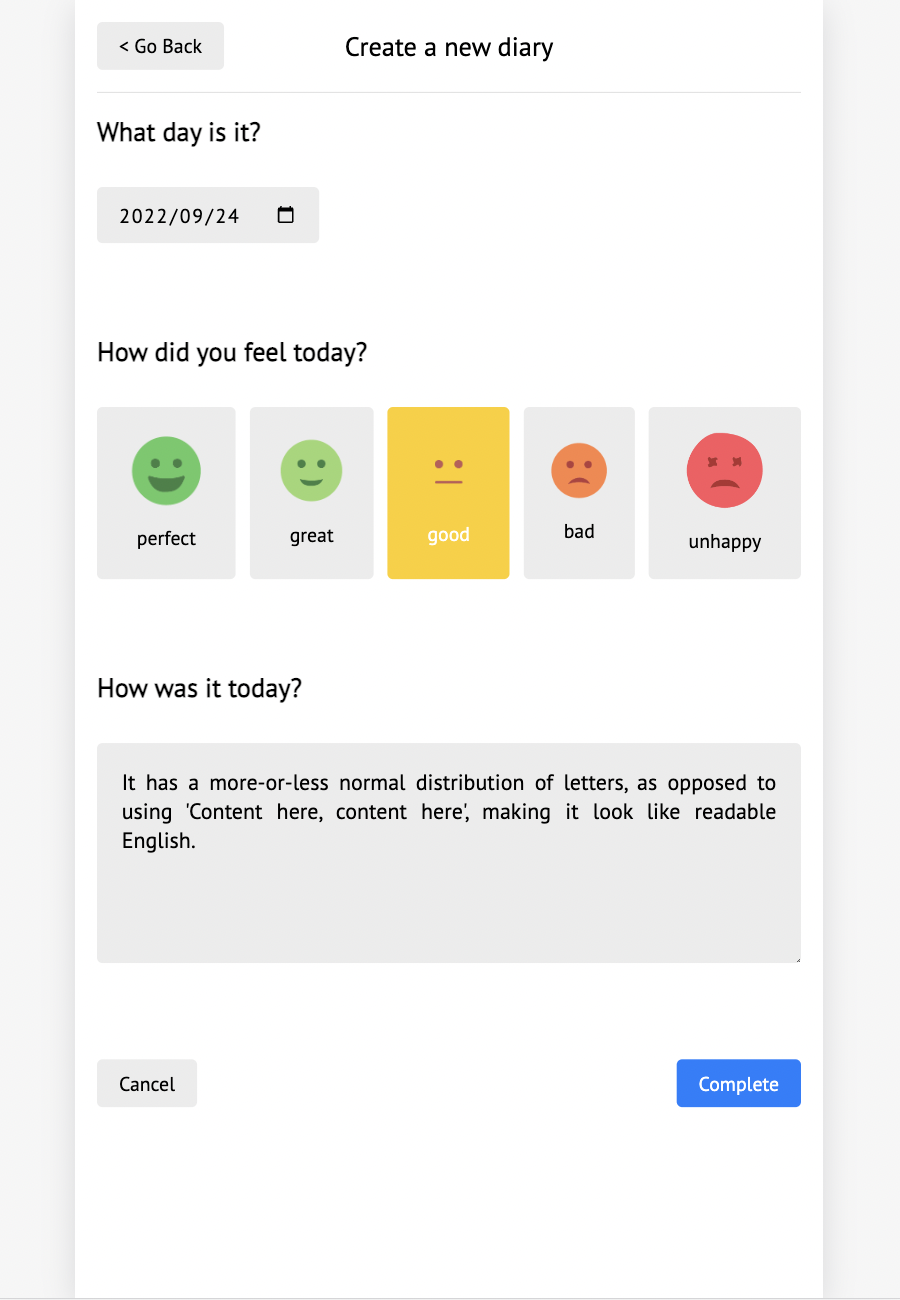 < Go Back
Create a new diary
What day is it?
2022/09/24
How did you feel today?
perfect
great
good
bad
unhappy
How was it today?
It has a more-or-less normal distribution of letters, as opposed to
using 'Content here, content here', making it look like readable
English.
Cancel
Complete